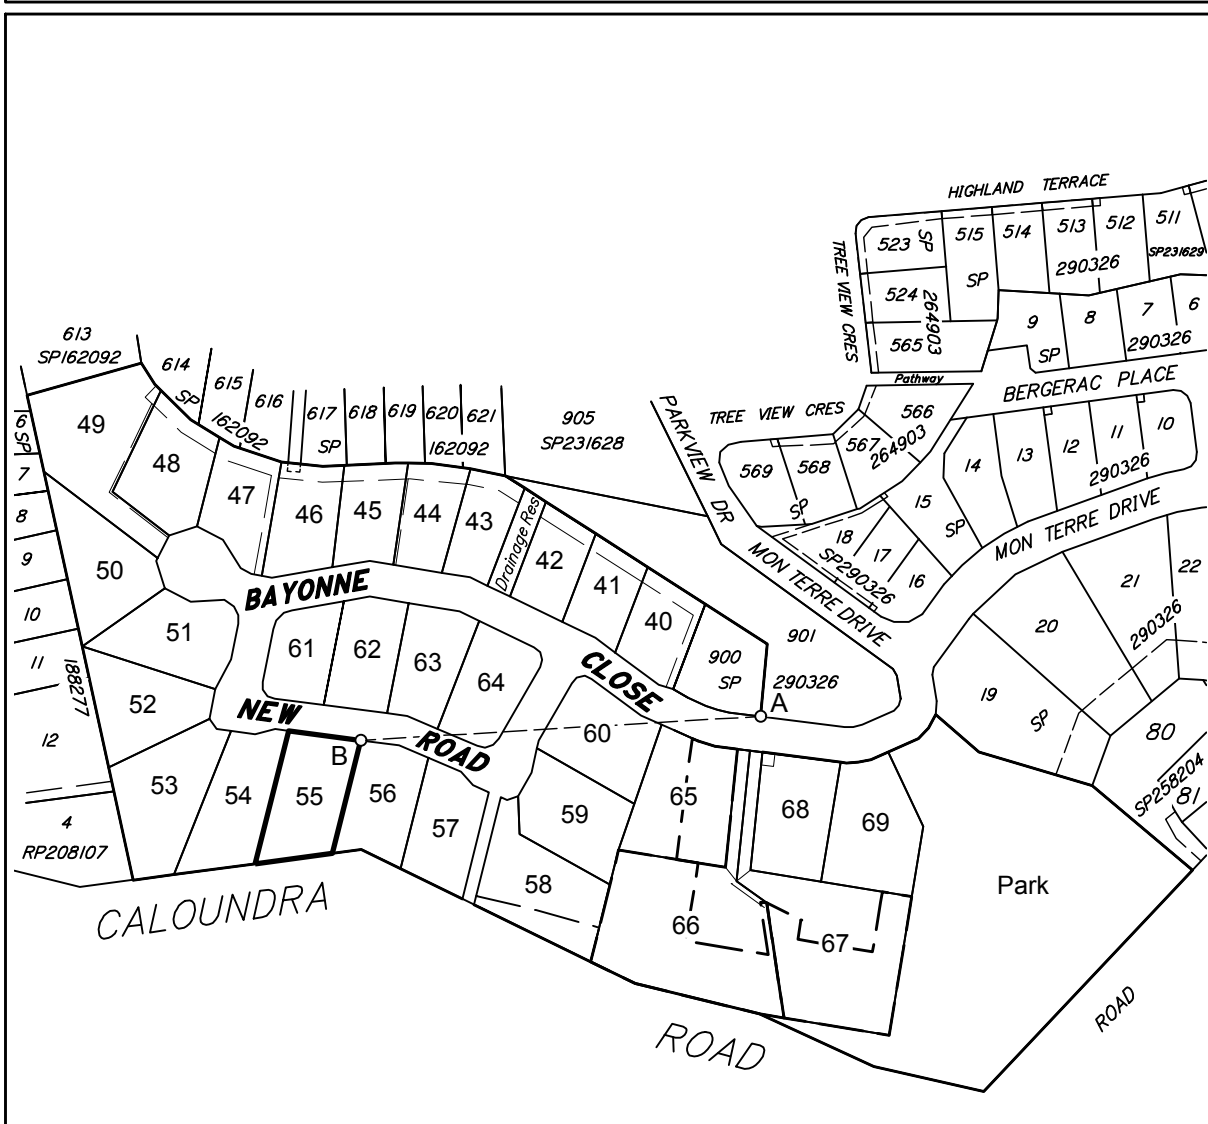 HIGHLAND TERRACE
523
SP
515
514
513
512
511
SP
290326
SP231629
TREE VIEW CRES
524
264903
565
9
8
7
6
SP
290326
613
SP162092
614
SP
615
616
162092
617
618
619
620
621
SP
162092
905
SP231628
Pathway
BERGERAC PLACE
PARKVIEW DR
TREE VIEW CRES
566
567
264903
569
568
SP
14
13
12
11
10
290326
15
SP
18
17
16
SP290326
MON TERRE DRIVE
MON TERRE DRIVE
6
SP
7
8
9
10
11
188277
12
4
RP208107
49
48
47
46
45
44
43
Drainage Res
42
41
40
900
SP
901
290326
50
51
52
53
54
55
56
57
58
59
60
61
62
63
64
BAYONNE
CLOSE
NEW
ROAD
A
B
65
66
67
68
69
Park
19
SP
20
21
22
290326
80
SP258204
81
CALOUNDRA
ROAD
ROAD